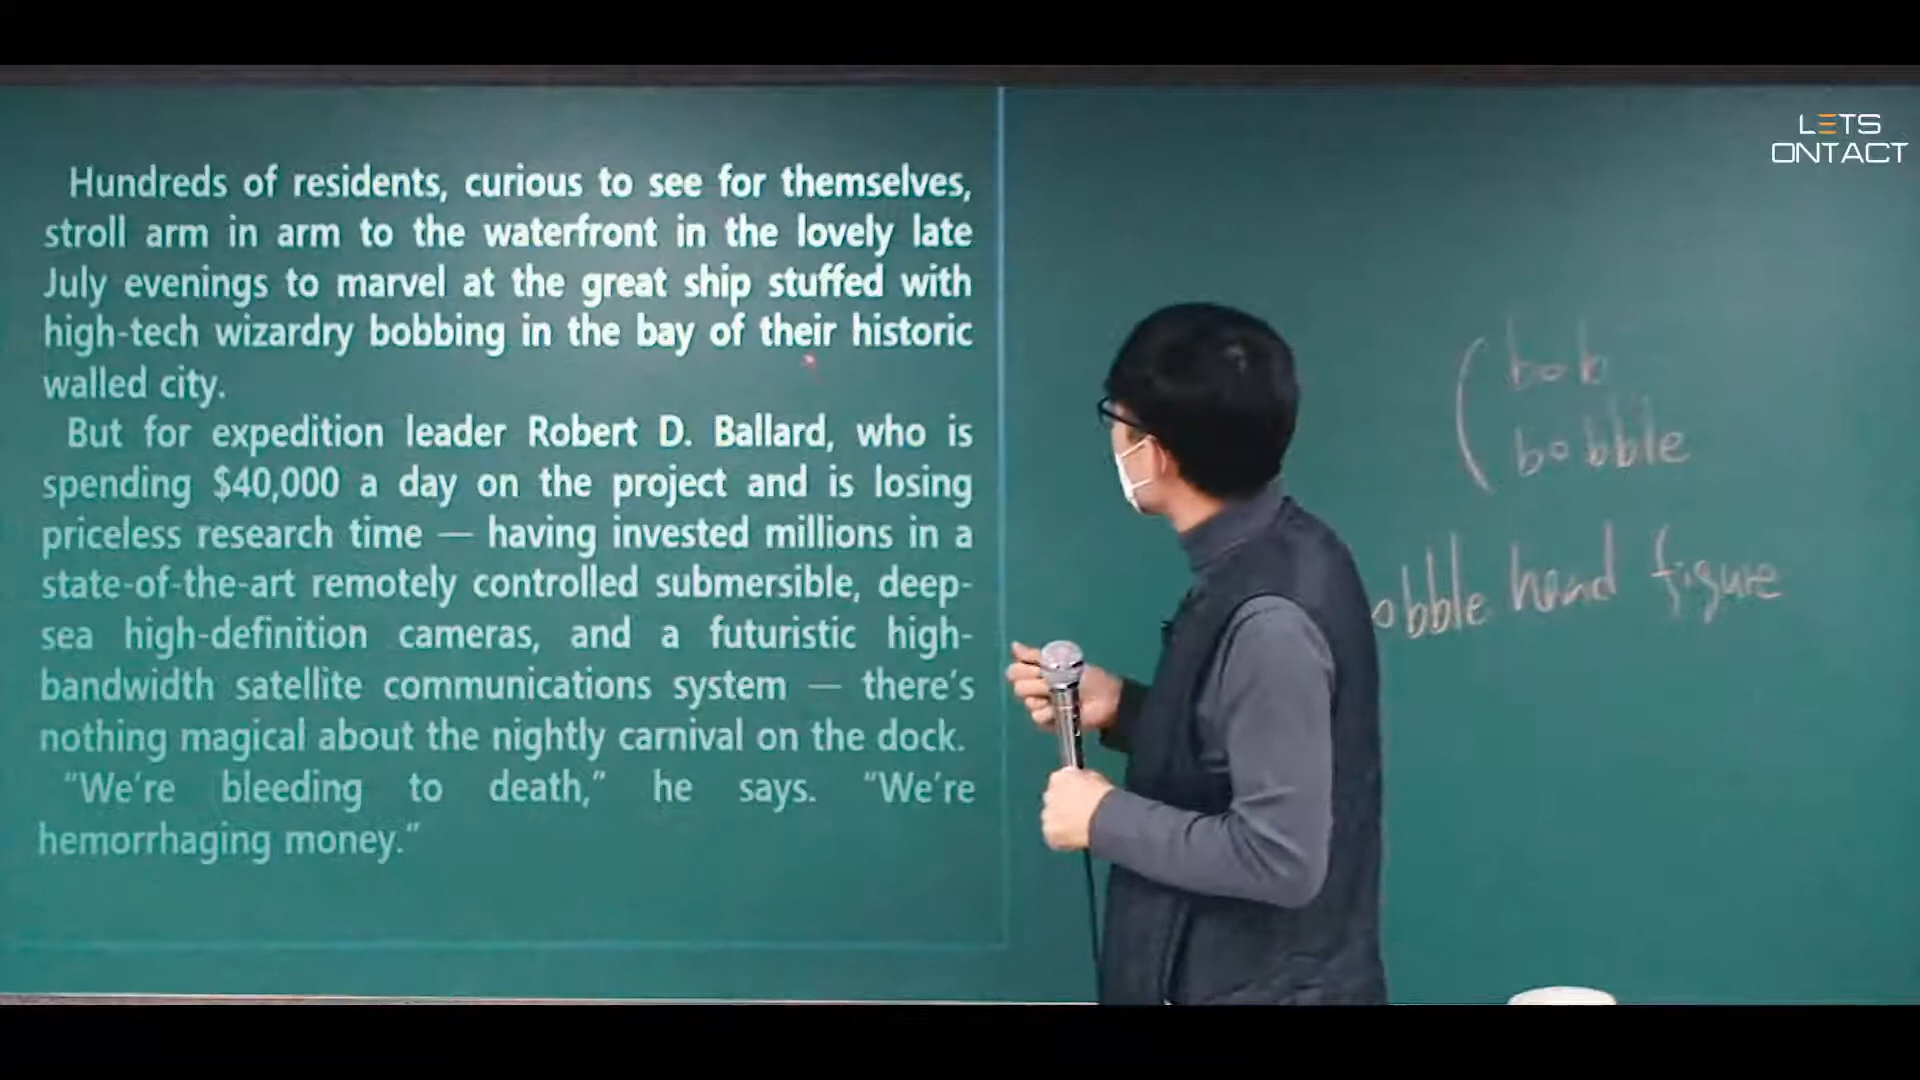 LETS
ONTACT
Hundreds of residents, curious to see for themselves,
stroll arm in arm to the waterfront in the lovely late
July evenings to marvel at the great ship stuffed with
high-tech wizardry bobbing in the bay of their historic
walled city.
But for expedition leader Robert D. Ballard, who is
spending $40,000 a day on the project and is losing
priceless research time — having invested millions in a
state-of-the-art remotely controlled submersible, deep-
sea high-definition cameras, and a futuristic high-
bandwidth satellite communications system — there's
nothing magical about the nightly carnival on the dock.
“We're bleeding to death,” he says. “We're
hemorrhaging money.”
bob
bobble
obble head figure